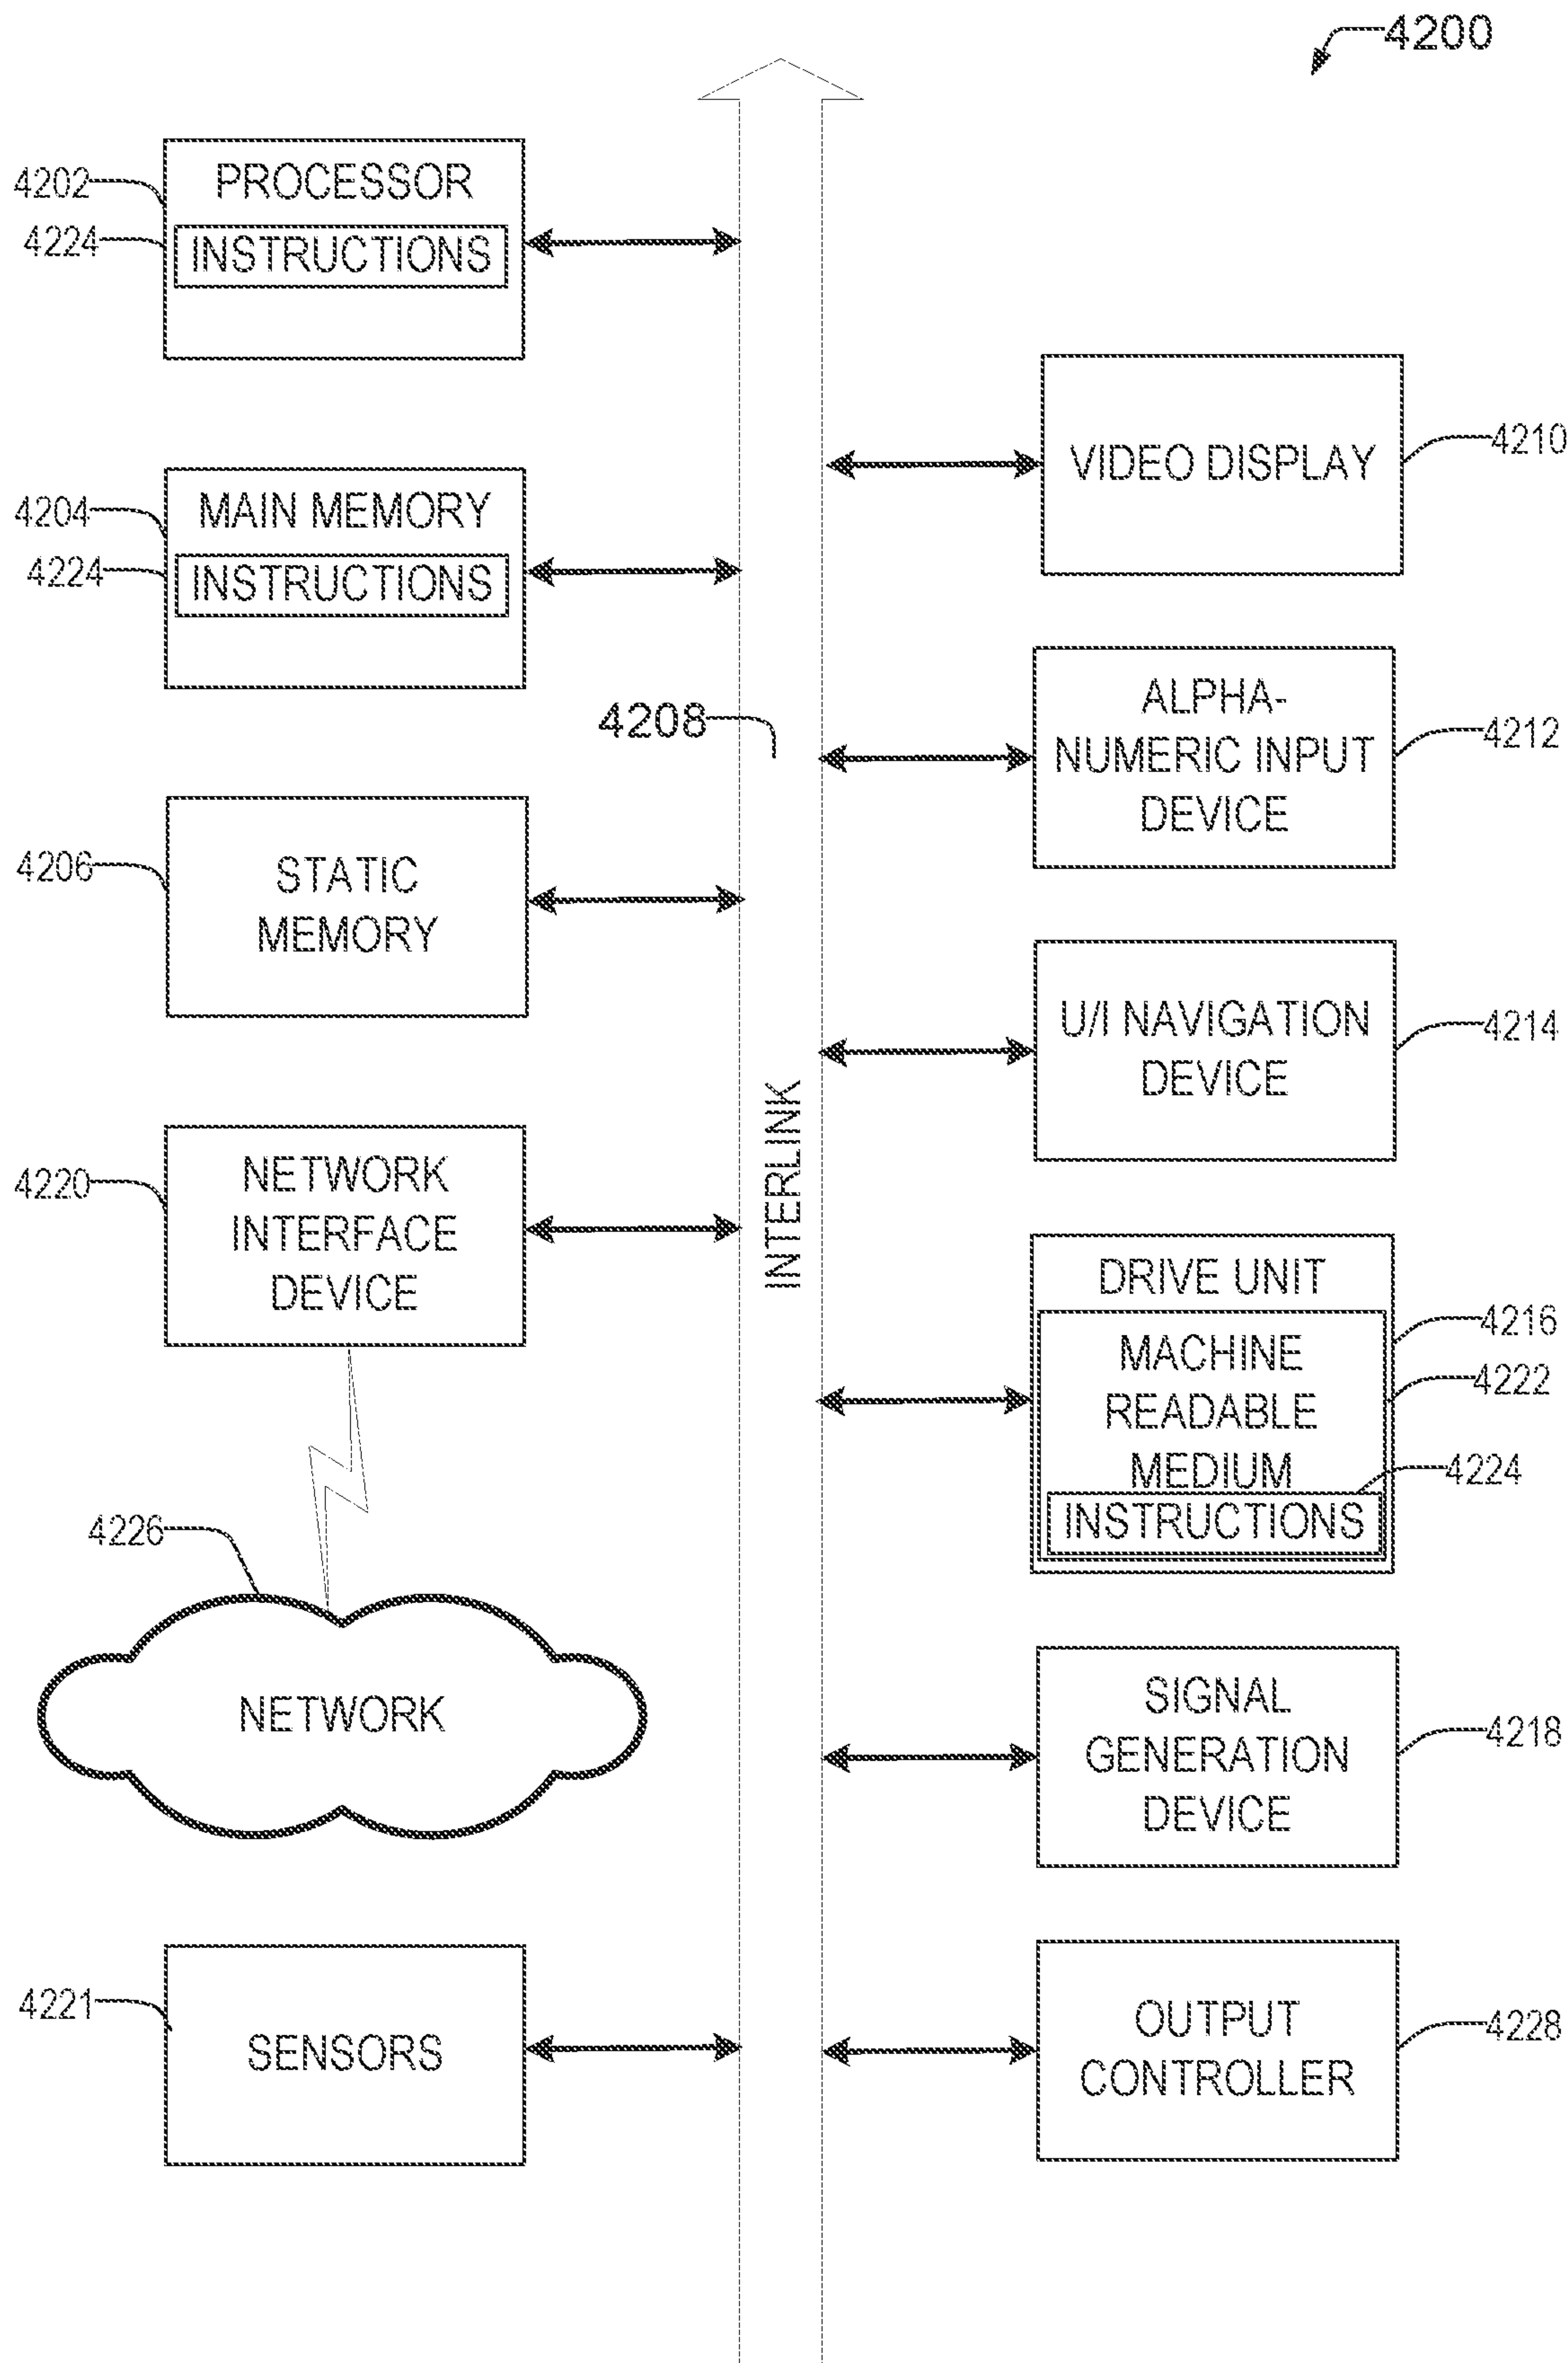 4200
4202
PROCESSOR
4224
INSTRUCTIONS
4204
MAIN MEMORY
4224
INSTRUCTIONS
4206
STATIC
MEMORY
4220
NETWORK
INTERFACE
DEVICE
4226
NETWORK
4221
SENSORS
4208
INTERLINK
VIDEO DISPLAY
4210
ALPHA-
NUMERIC INPUT
DEVICE
4212
U/I NAVIGATION
DEVICE
4214
DRIVE UNIT
4216
MACHINE
READABLE
MEDIUM
4222
4224
INSTRUCTIONS
SIGNAL
GENERATION
DEVICE
4218
OUTPUT
CONTROLLER
4228